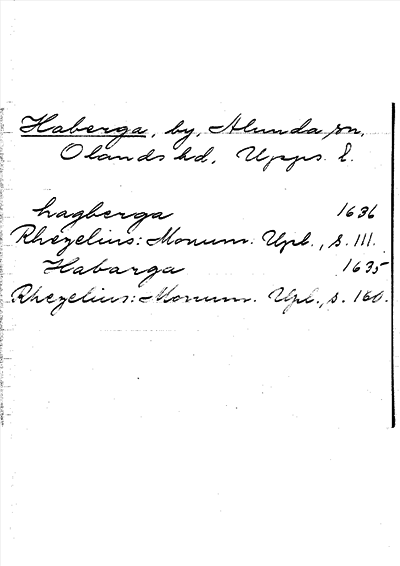 Haberga, by, Alunda sn,
Olands hd, Upps. l.
hagberga 1636
Rhezelius: Monum. Upl., s. 111.
Habarga 1635
Rhezelius: Monum. Upl., s. 160.